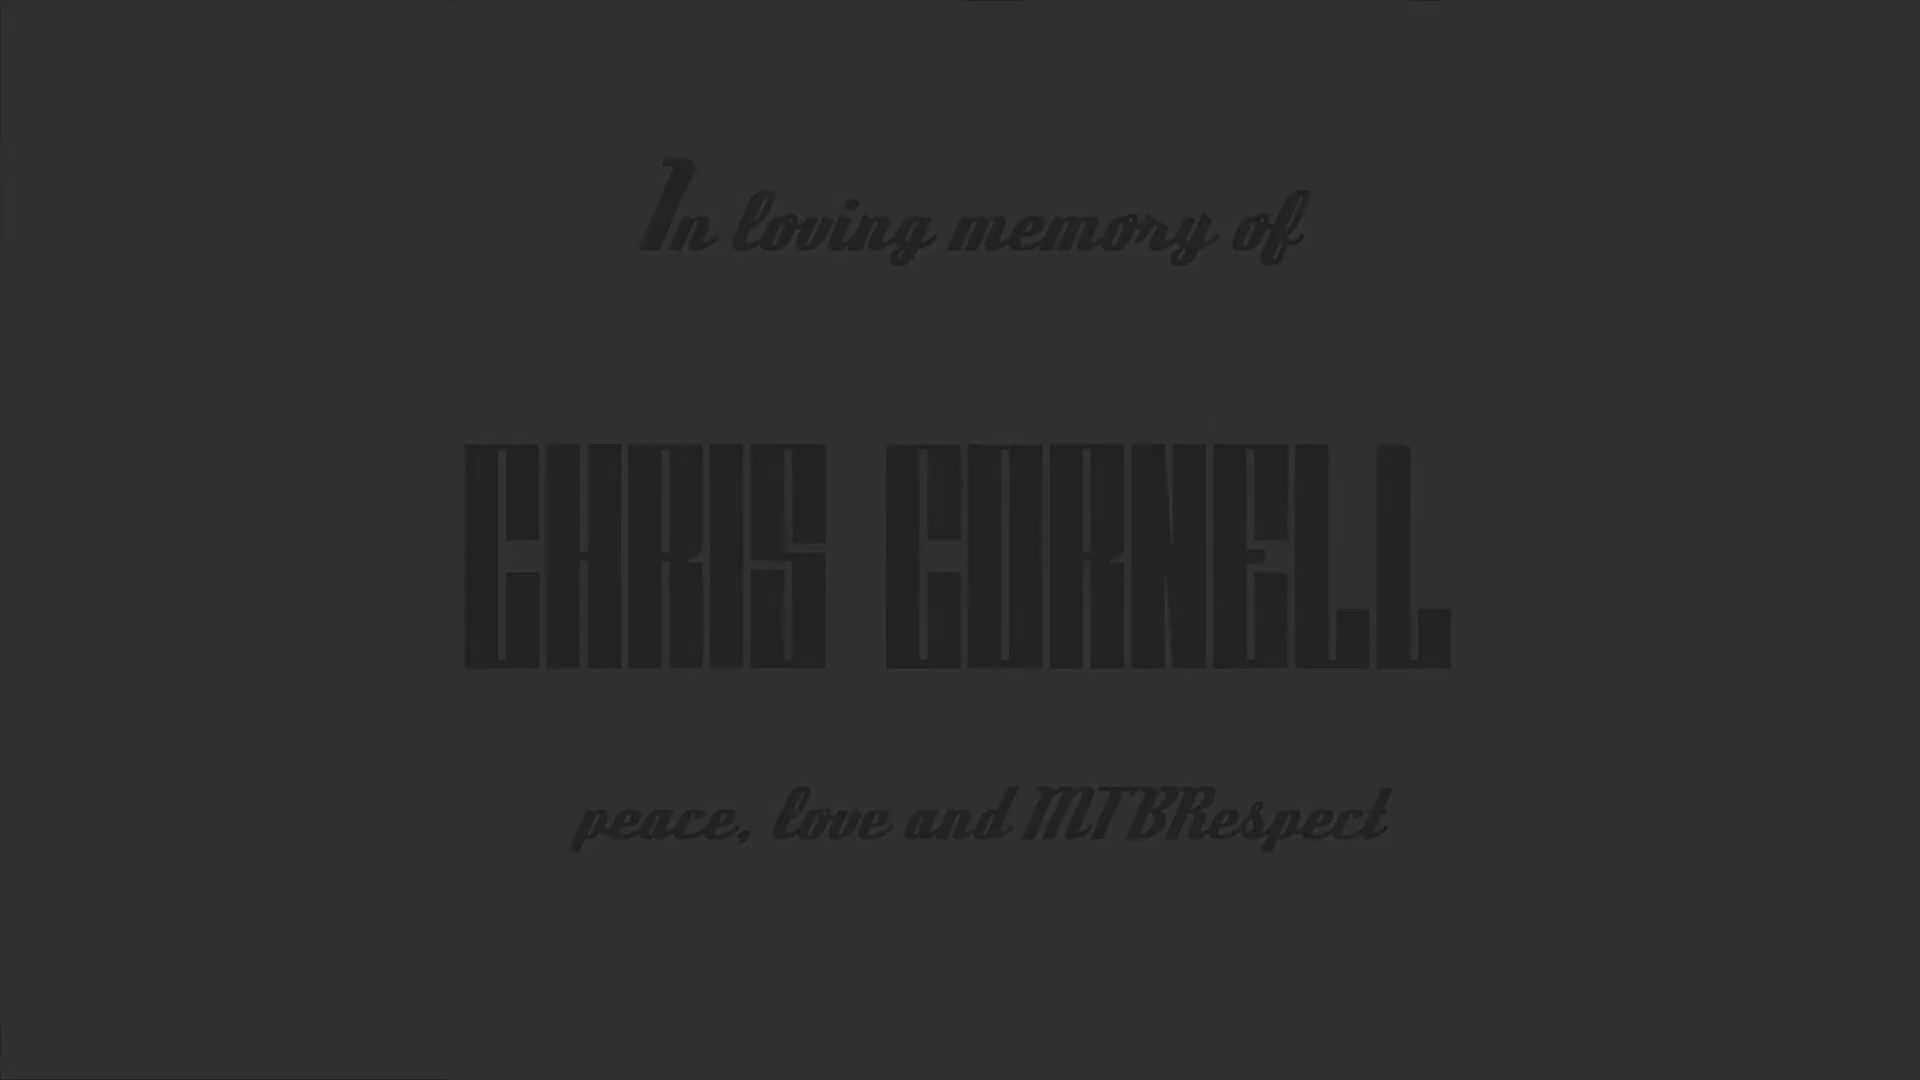 In loving memory of
CHRIS CORNELL
peace, love and MTBRespect